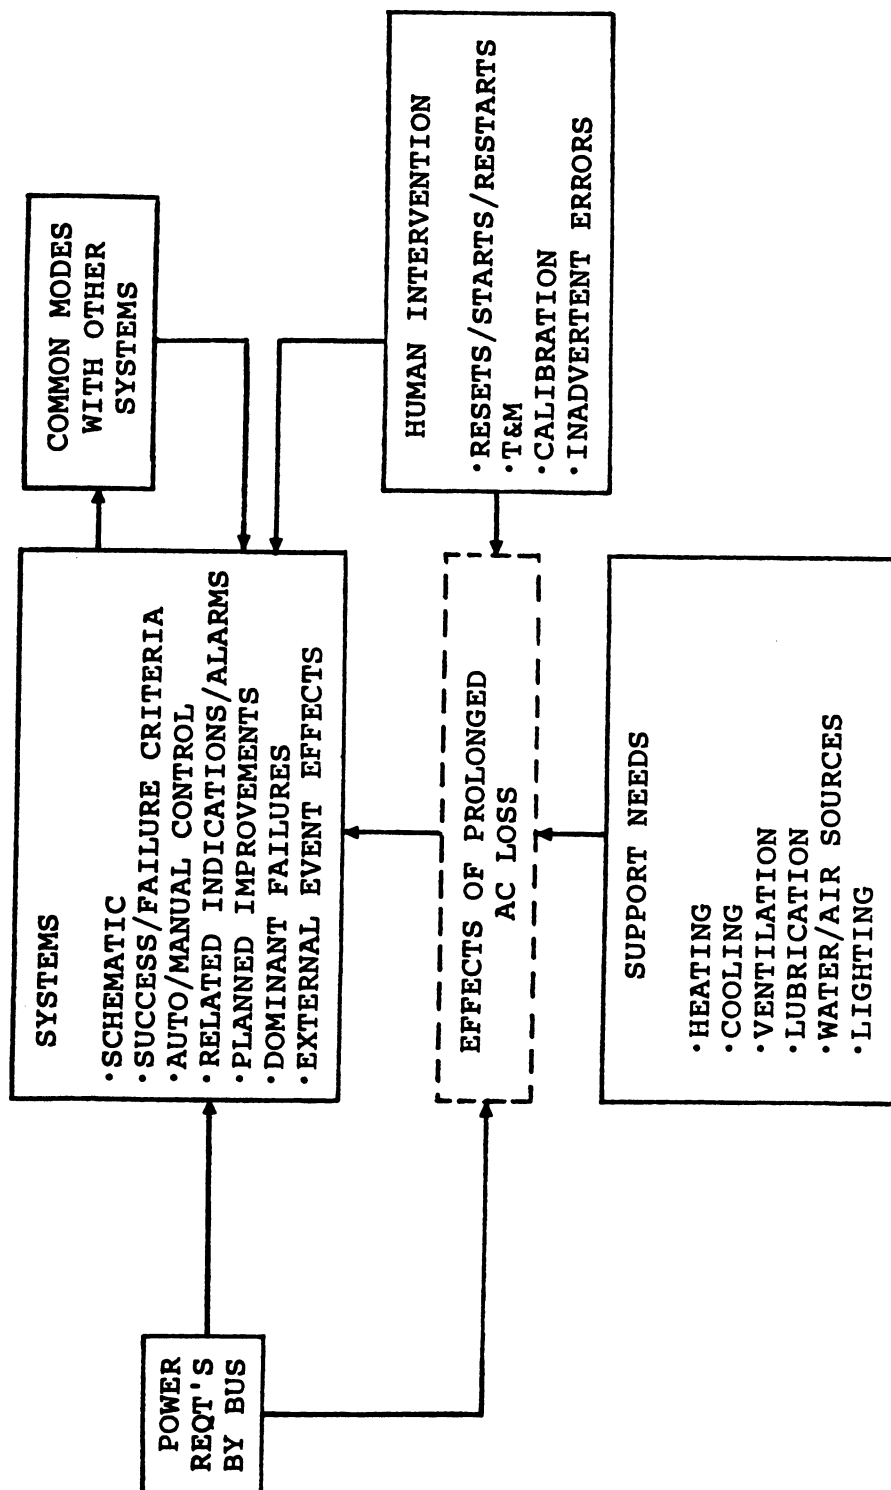 POWER
REQT'S
BY BUS
SYSTEMS
·SCHEMATIC
·SUCCESS/FAILURE CRITERIA
·AUTO/MANUAL CONTROL
·RELATED INDICATIONS/ALARMS
·PLANNED IMPROVEMENTS
·DOMINANT FAILURES
·EXTERNAL EVENT EFFECTS
COMMON MODES
WITH OTHER
SYSTEMS
EFFECTS OF PROLONGED
AC LOSS
HUMAN INTERVENTION
·RESETS/STARTS/RESTARTS
·T&M
·CALIBRATION
·INADVERTENT ERRORS
SUPPORT NEEDS
·HEATING
·COOLING
·VENTILATION
·LUBRICATION
·WATER/AIR SOURCES
·LIGHTING